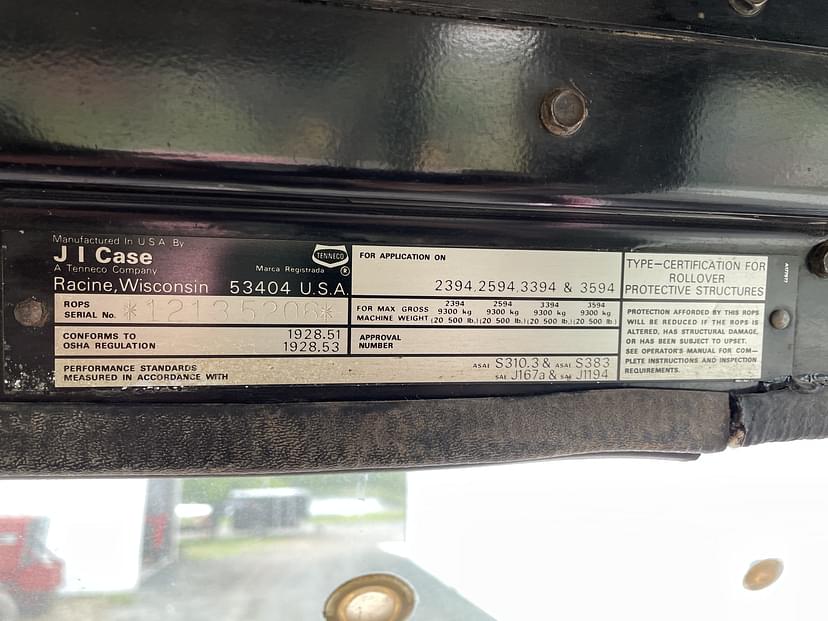 Manufactured In U S A By
J I Case
A Tenneco Company
Racine, Wisconsin 53404 U.S.A.
TENNECO
®
Marca Registrada
ROPS
SERIAL No. *12135206*
CONFORMS TO
OSHA REGULATION
1928.51
1928.53
PERFORMANCE STANDARDS
MEASURED IN ACCORDANCE WITH
ASAE S310.3 & ASAE S383
SAE J167a & SAE J1194
FOR APPLICATION ON
2394,2594,3394 & 3594
FOR MAX GROSS
MACHINE WEIGHT
2394 2594 3394 3594
9300 kg 9300 kg 9300 kg 9300 kg
(20 500 lb.) (20 500 lb.) (20 500 lb.) (20 500 lb.)
APPROVAL
NUMBER
TYPE-CERTIFICATION FOR
ROLLOVER
PROTECTIVE STRUCTURES
PROTECTION AFFORDED BY THIS ROPS
WILL BE REDUCED IF THE ROPS IS
ALTERED, HAS STRUCTURAL DAMAGE,
OR HAS BEEN SUBJECT TO UPSET.
SEE OPERATOR'S MANUAL FOR COM-
PLETE INSTRUCTIONS AND INSPECTION
REQUIREMENTS.